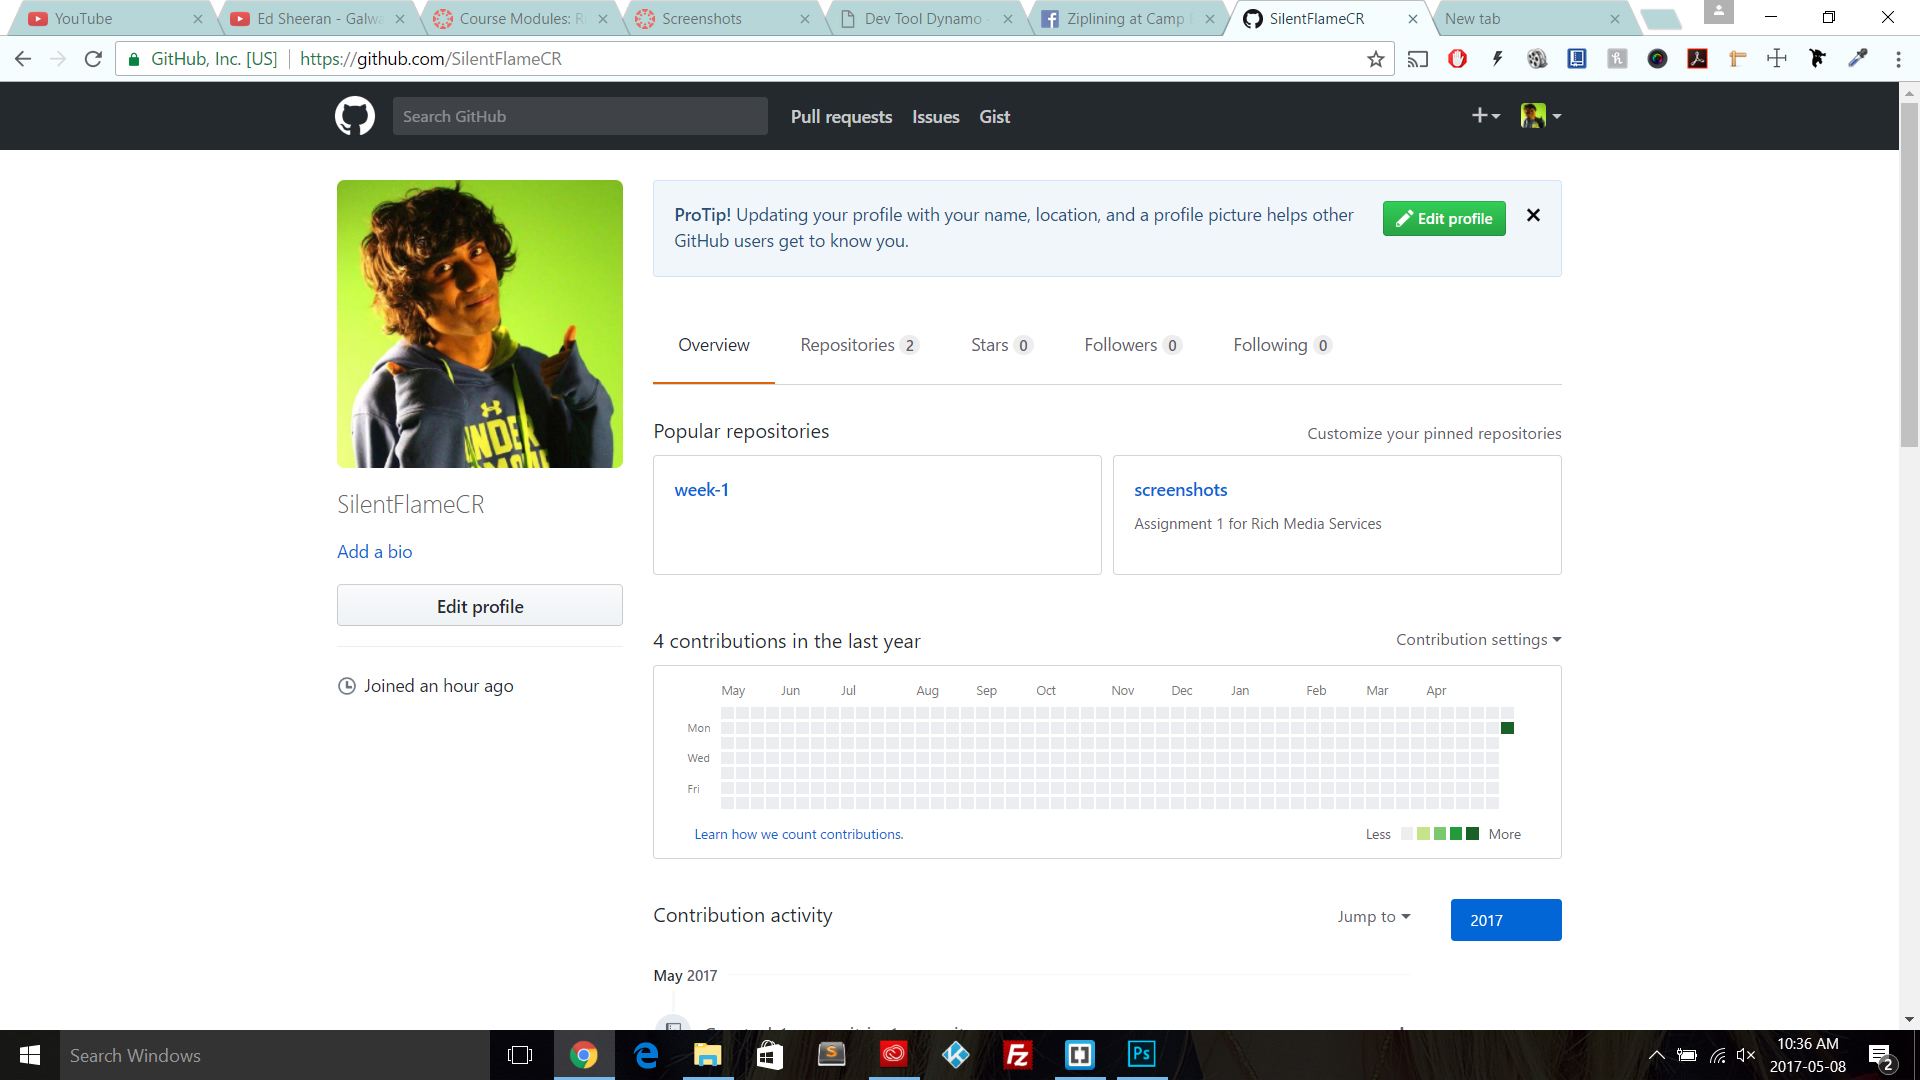 YouTube
Ed Sheeran - Galwa
Course Modules: R
Screenshots
Dev Tool Dynamo -
Ziplining at Camp
SilentFlameCR
New tab
GitHub, Inc. [US]
https://github.com/SilentFlameCR
Search GitHub
Pull requests
Issues
Gist
ProTip! Updating your profile with your name, location, and a profile picture helps other
GitHub users get to know you.
Edit profile
Overview
Repositories 2
Stars 0
Followers 0
Following 0
UNDER
SilentFlameCR
Add a bio
Edit profile
Joined an hour ago
Popular repositories
Customize your pinned repositories
week-1
screenshots
Assignment 1 for Rich Media Services
4 contributions in the last year
Contribution settings
May Jun Jul Aug Sep Oct Nov Dec Jan Feb Mar Apr
Mon
Wed
Fri
Learn how we count contributions.
Less
More
Contribution activity
Jump to
2017
May 2017
Search Windows
Ps
10:36 AM
2017-05-08
2